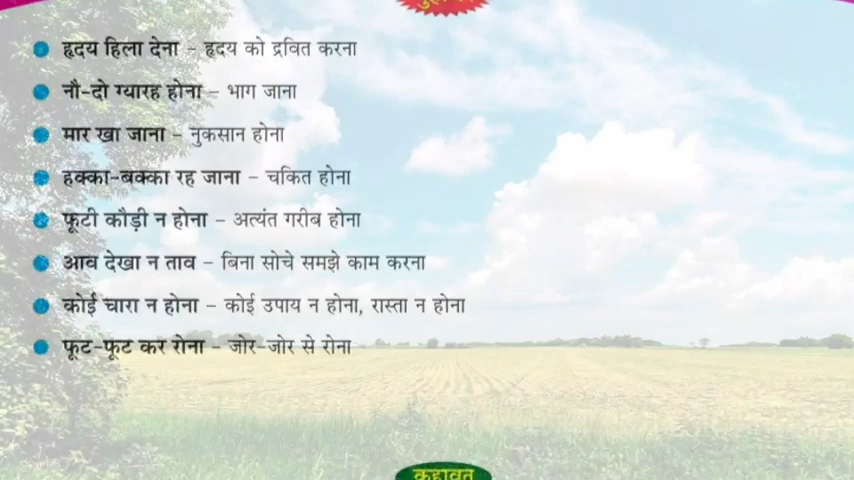 हृदय हिला देना – हृदय को द्रवित करना
नौ-दो ग्यारह होना – भाग जाना
मार खा जाना – नुकसान होना
हक्का-बक्का रह जाना – चकित होना
फूटी कौड़ी न होना – अत्यंत गरीब होना
आव देखा न ताव – बिना सोचे समझे काम करना
कोई चारा न होना – कोई उपाय न होना, रास्ता न होना
फूट-फूट कर रोना – जोर-जोर से रोना
कहावत